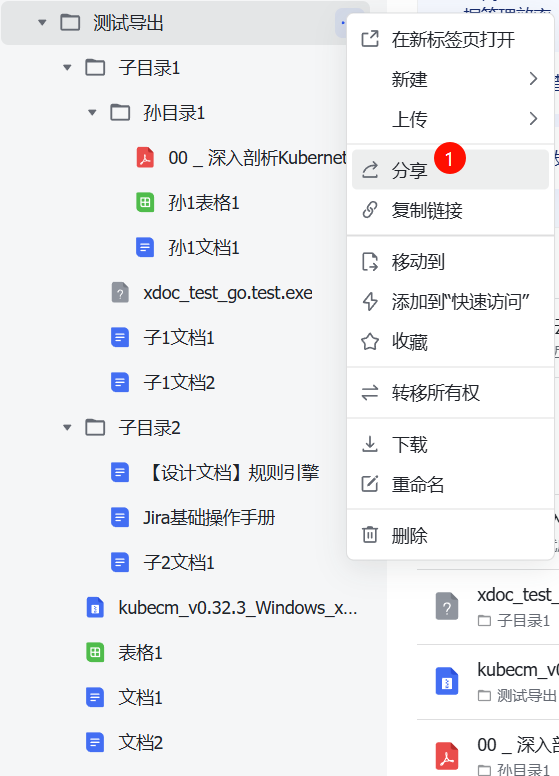 测试导出
子目录1
孙目录1
00 _ 深入剖析Kubernet
孙1表格1
孙1文档1
xdoc_test_go.test.exe
子1文档1
子1文档2
子目录2
【设计文档】规则引擎
Jira基础操作手册
子2文档1
kubecm_v0.32.3_Windows_x...
表格1
文档1
文档2
在新标签页打开
新建
上传
分享
1
复制链接
移动到
添加到“快速访问”
收藏
转移所有权
下载
重命名
删除
xdoc_test_
子目录1
kubecm_v0
测试导出
00 _ 深入剖
孙目录1